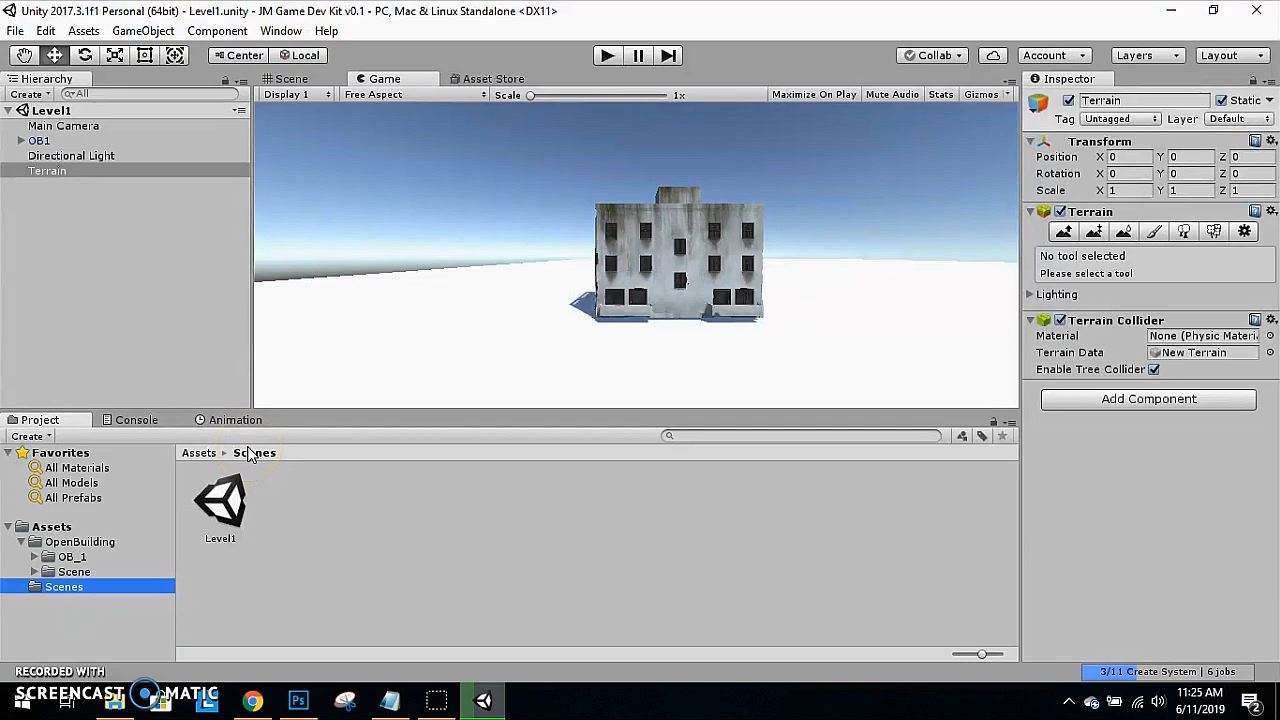 Unity 2017.3.1f1 Personal (64bit) - Level1.unity - JM Game Dev Kit v0.1 - PC, Mac & Linux Standalone <DX11>
File Edit Assets GameObject Component Window Help
Center Local Collab Account Layers Layout
Hierarchy Scene Game Asset Store Inspector
Create All Display 1 Free Aspect Scale 1x Maximize On Play Mute Audio Stats Gizmos
Terrain Static
Level1
Main Camera
OB1
Directional Light
Terrain
Tag Untagged Layer Default
Transform
Position X 0 Y 0 Z 0
Rotation X 0 Y 0 Z 0
Scale X 1 Y 1 Z 1
Terrain
No tool selected
Please select a tool
Lighting
Terrain Collider
Material None (Physic Materi
Terrain Data New Terrain
Enable Tree Collider
Add Component
Project Console Animation
Create
Favorites
All Materials
All Models
All Prefabs
Assets
OpenBuilding
OB_1
Scene
Scenes
Assets Scenes
Level1
3/11 Create System | 6 jobs
RECORDED WITH
SCREENCAST MATIC
11:25 AM
6/11/2019
2